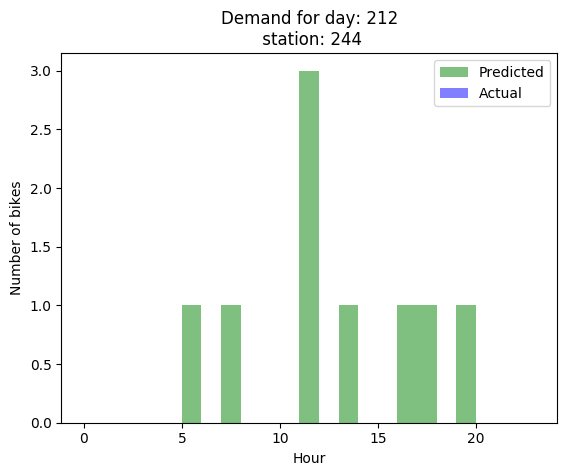 Demand for day: 212
station: 244
Predicted
Actual
Number of bikes
3.0
2.5
2.0
1.5
1.0
0.5
0.0
0 5 10 15 20
Hour